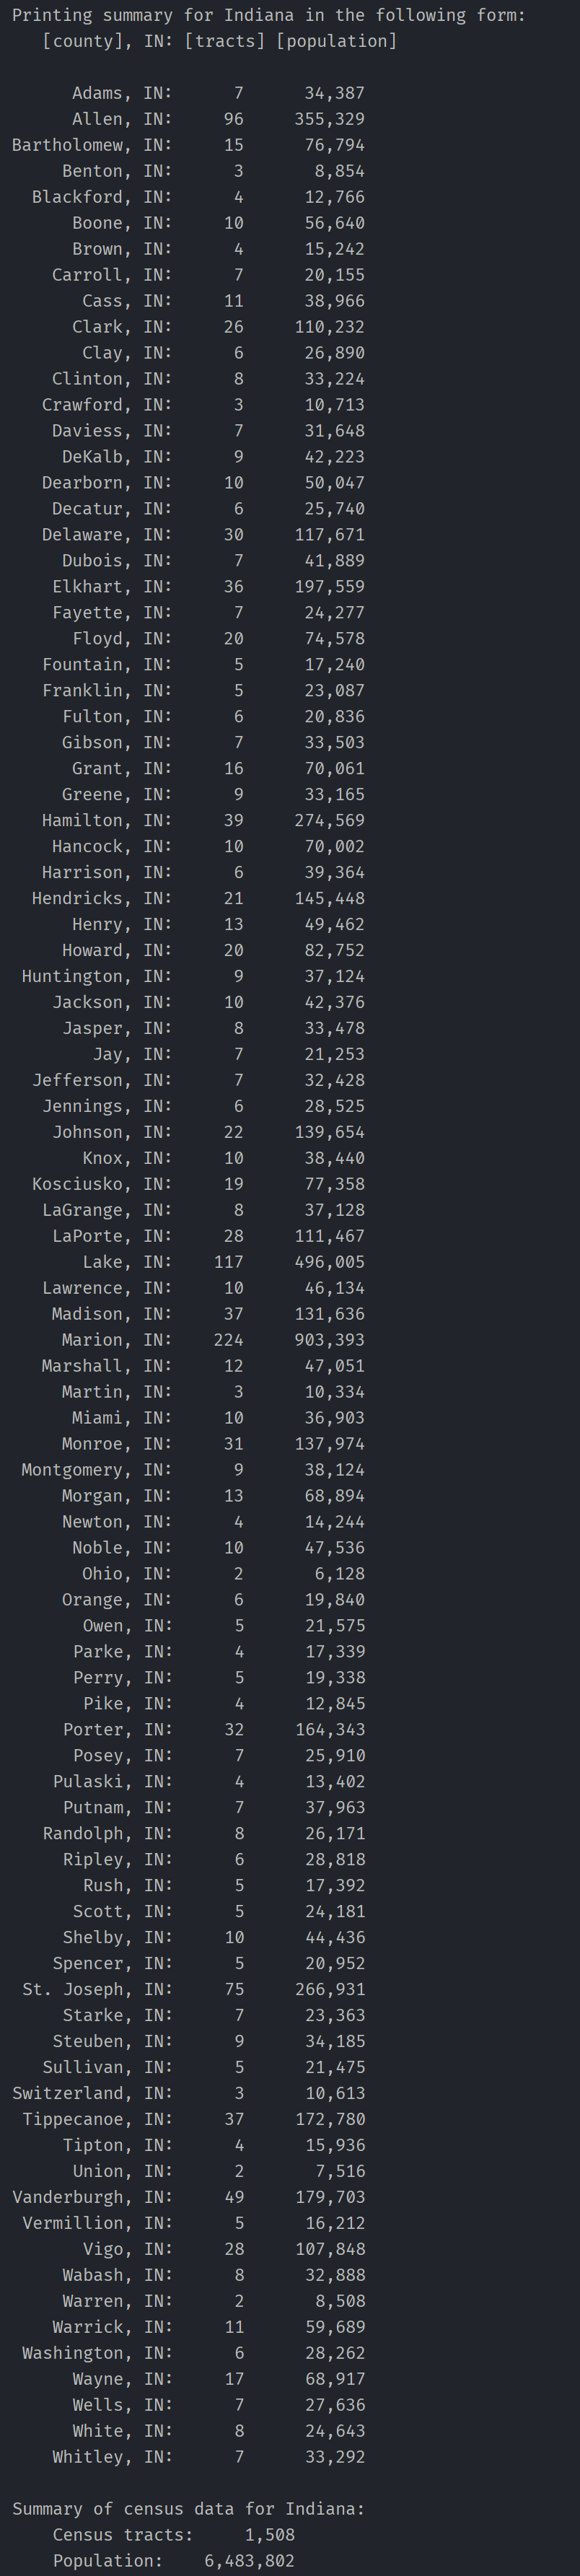 Printing summary for Indiana in the following form:
[county], IN: [tracts] [population]
Adams, IN: 7 34,387
Allen, IN: 96 355,329
Bartholomew, IN: 15 76,794
Benton, IN: 3 8,854
Blackford, IN: 4 12,766
Boone, IN: 10 56,640
Brown, IN: 4 15,242
Carroll, IN: 7 20,155
Cass, IN: 11 38,966
Clark, IN: 26 110,232
Clay, IN: 6 26,890
Clinton, IN: 8 33,224
Crawford, IN: 3 10,713
Daviess, IN: 7 31,648
DeKalb, IN: 9 42,223
Dearborn, IN: 10 50,047
Decatur, IN: 6 25,740
Delaware, IN: 30 117,671
Dubois, IN: 7 41,889
Elkhart, IN: 36 197,559
Fayette, IN: 7 24,277
Floyd, IN: 20 74,578
Fountain, IN: 5 17,240
Franklin, IN: 5 23,087
Fulton, IN: 6 20,836
Gibson, IN: 7 33,503
Grant, IN: 16 70,061
Greene, IN: 9 33,165
Hamilton, IN: 39 274,569
Hancock, IN: 10 70,002
Harrison, IN: 6 39,364
Hendricks, IN: 21 145,448
Henry, IN: 13 49,462
Howard, IN: 20 82,752
Huntington, IN: 9 37,124
Jackson, IN: 10 42,376
Jasper, IN: 8 33,478
Jay, IN: 7 21,253
Jefferson, IN: 7 32,428
Jennings, IN: 6 28,525
Johnson, IN: 22 139,654
Knox, IN: 10 38,440
Kosciusko, IN: 19 77,358
LaGrange, IN: 8 37,128
LaPorte, IN: 28 111,467
Lake, IN: 117 496,005
Lawrence, IN: 10 46,134
Madison, IN: 37 131,636
Marion, IN: 224 903,393
Marshall, IN: 12 47,051
Martin, IN: 3 10,334
Miami, IN: 10 36,903
Monroe, IN: 31 137,974
Montgomery, IN: 9 38,124
Morgan, IN: 13 68,894
Newton, IN: 4 14,244
Noble, IN: 10 47,536
Ohio, IN: 2 6,128
Orange, IN: 6 19,840
Owen, IN: 5 21,575
Parke, IN: 4 17,339
Perry, IN: 5 19,338
Pike, IN: 4 12,845
Porter, IN: 32 164,343
Posey, IN: 7 25,910
Pulaski, IN: 4 13,402
Putnam, IN: 7 37,963
Randolph, IN: 8 26,171
Ripley, IN: 6 28,818
Rush, IN: 5 17,392
Scott, IN: 5 24,181
Shelby, IN: 10 44,436
Spencer, IN: 5 20,952
St. Joseph, IN: 75 266,931
Starke, IN: 7 23,363
Steuben, IN: 9 34,185
Sullivan, IN: 5 21,475
Switzerland, IN: 3 10,613
Tippecanoe, IN: 37 172,780
Tipton, IN: 4 15,936
Union, IN: 2 7,516
Vanderburgh, IN: 49 179,703
Vermillion, IN: 5 16,212
Vigo, IN: 28 107,848
Wabash, IN: 8 32,888
Warren, IN: 2 8,508
Warrick, IN: 11 59,689
Washington, IN: 6 28,262
Wayne, IN: 17 68,917
Wells, IN: 7 27,636
White, IN: 8 24,643
Whitley, IN: 7 33,292
Summary of census data for Indiana:
Census tracts: 1,508
Population: 6,483,802